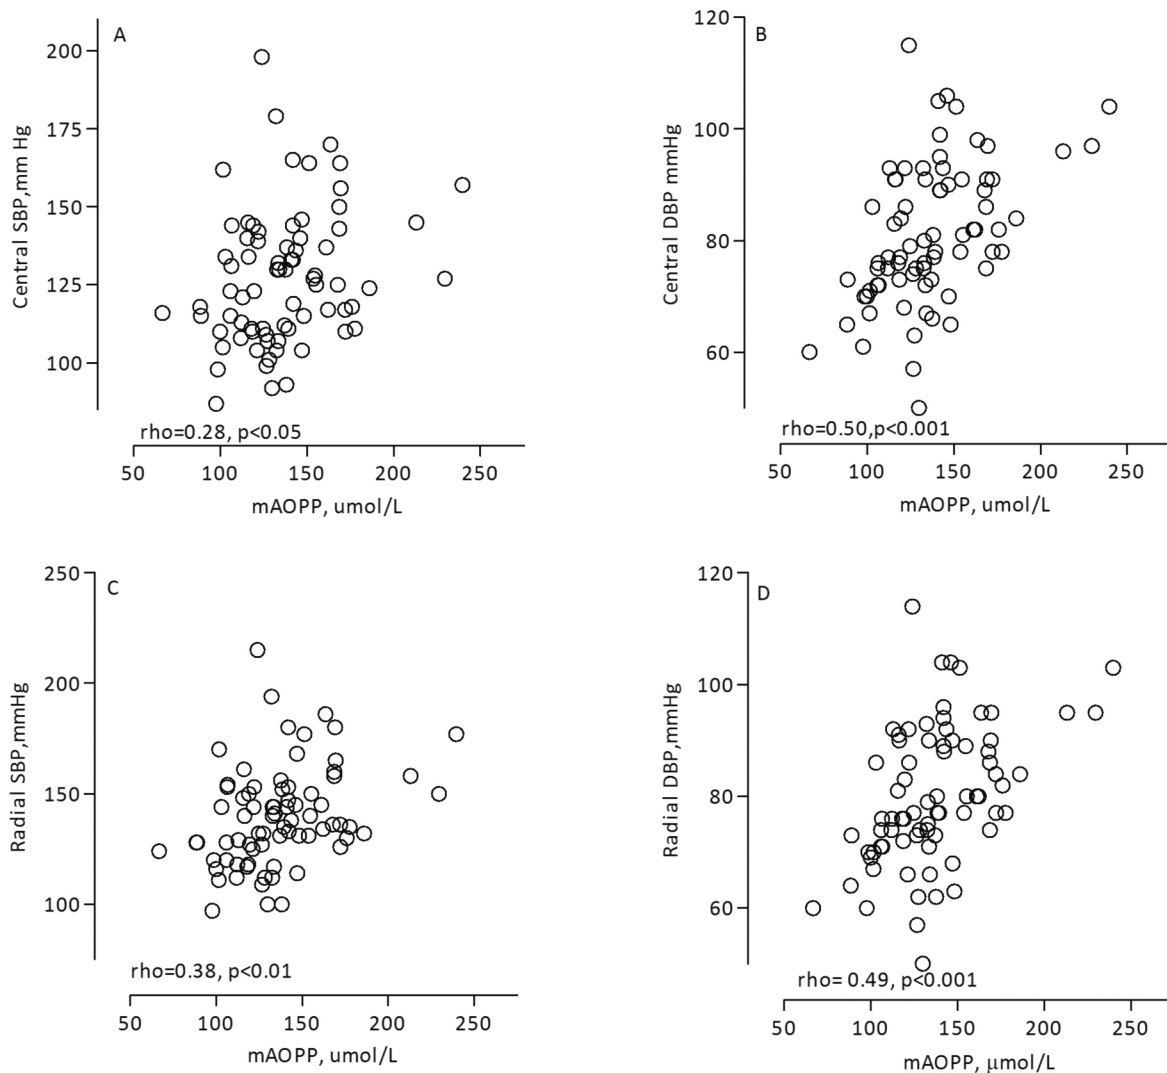 A
200
175
150
125
100
Central SBP,mm Hg
rho=0.28, p<0.05
50 100 150 200 250
mAOPP, umol/L
B
120
100
80
60
Central DBP mmHg
rho=0.50,p<0.001
50 100 150 200 250
mAOPP, umol/L
C
250
200
150
100
Radial SBP,mmHg
rho=0.38, p<0.01
50 100 150 200 250
mAOPP, umol/L
D
120
100
80
60
Radial DBP,mmHg
rho= 0.49, p<0.001
50 100 150 200 250
mAOPP, μmol/L